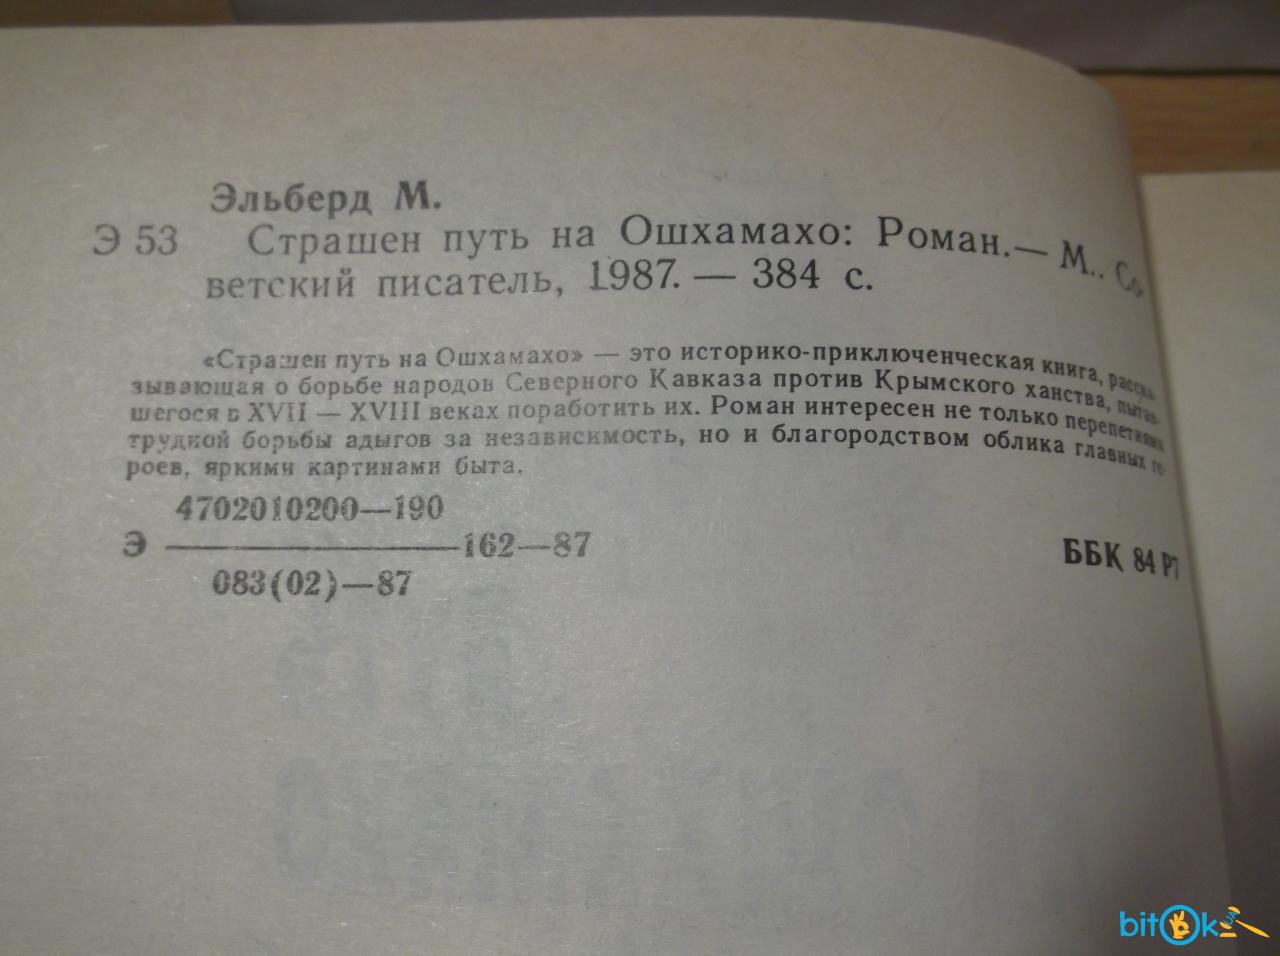 Эльберд М.
Э 53 Страшен путь на Ошхамахо: Роман.— М., Со-
ветский писатель, 1987. — 384 с.
«Страшен путь на Ошхамахо» — это историко-приключенческая книга, расска-
зывающая о борьбе народов Северного Кавказа против Крымского ханства, пытав-
шегося в XVII — XVIII веках поработить их. Роман интересен не только перепетиями
трудной борьбы адыгов за независимость, но и благородством облика главных ге-
роев, яркими картинами быта.
4702010200—190
Э ——————— 162—87
083(02)—87
ББК 84 Р7
bitok.ua